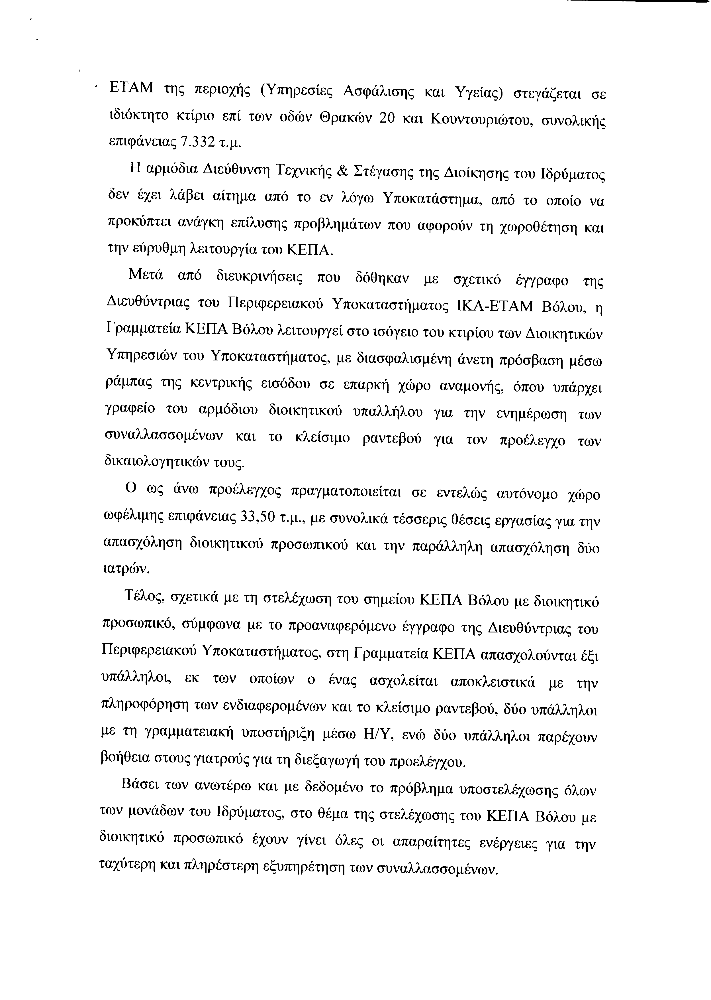 ΕΤΑΜ της περιοχής (Υπηρεσίες Ασφάλισης και Υγείας) στεγάζεται σε
ιδιόκτητο κτίριο επί των οδών Θρακών 20 και Κουντουριώτου, συνολικής
επιφάνειας 7.332 τ.μ.
Η αρμόδια Διεύθυνση Τεχνικής & Στέγασης της Διοίκησης του Ιδρύματος
δεν έχει λάβει αίτημα από το εν λόγω Υποκατάστημα, από το οποίο να
προκύπτει ανάγκη επίλυσης προβλημάτων που αφορούν τη χωροθέτηση και
την εύρυθμη λειτουργία του ΚΕΠΑ.
Μετά από διευκρινήσεις που δόθηκαν με σχετικό έγγραφο της
Διευθύντριας του Περιφερειακού Υποκαταστήματος ΙΚΑ-ΕΤΑΜ Βόλου, η
Γραμματεία ΚΕΠΑ Βόλου λειτουργεί στο ισόγειο του κτιρίου των Διοικητικών
Υπηρεσιών του Υποκαταστήματος, με διασφαλισμένη άνετη πρόσβαση μέσω
ράμπας της κεντρικής εισόδου σε επαρκή χώρο αναμονής, όπου υπάρχει
γραφείο του αρμόδιου διοικητικού υπαλλήλου για την ενημέρωση των
συναλλασσομένων και το κλείσιμο ραντεβού για τον προέλεγχο των
δικαιολογητικών τους.
Ο ως άνω προέλεγχος πραγματοποιείται σε εντελώς αυτόνομο χώρο
ωφέλιμης επιφάνειας 33,50 τ.μ., με συνολικά τέσσερις θέσεις εργασίας για την
απασχόληση διοικητικού προσωπικού και την παράλληλη απασχόληση δύο
ιατρών.
Τέλος, σχετικά με τη στελέχωση του σημείου ΚΕΠΑ Βόλου με διοικητικό
προσωπικό, σύμφωνα με το προαναφερόμενο έγγραφο της Διευθύντριας του
Περιφερειακού Υποκαταστήματος, στη Γραμματεία ΚΕΠΑ απασχολούνται έξι
υπάλληλοι, εκ των οποίων ο ένας ασχολείται αποκλειστικά με την
πληροφόρηση των ενδιαφερομένων και το κλείσιμο ραντεβού, δύο υπάλληλοι
με τη γραμματειακή υποστήριξη μέσω Η/Υ, ενώ δύο υπάλληλοι παρέχουν
βοήθεια στους γιατρούς για τη διεξαγωγή του προελέγχου.
Βάσει των ανωτέρω και με δεδομένο το πρόβλημα υποστελέχωσης όλων
των μονάδων του Ιδρύματος, στο θέμα της στελέχωσης του ΚΕΠΑ Βόλου με
διοικητικό προσωπικό έχουν γίνει όλες οι απαραίτητες ενέργειες για την
ταχύτερη και πληρέστερη εξυπηρέτηση των συναλλασσομένων.